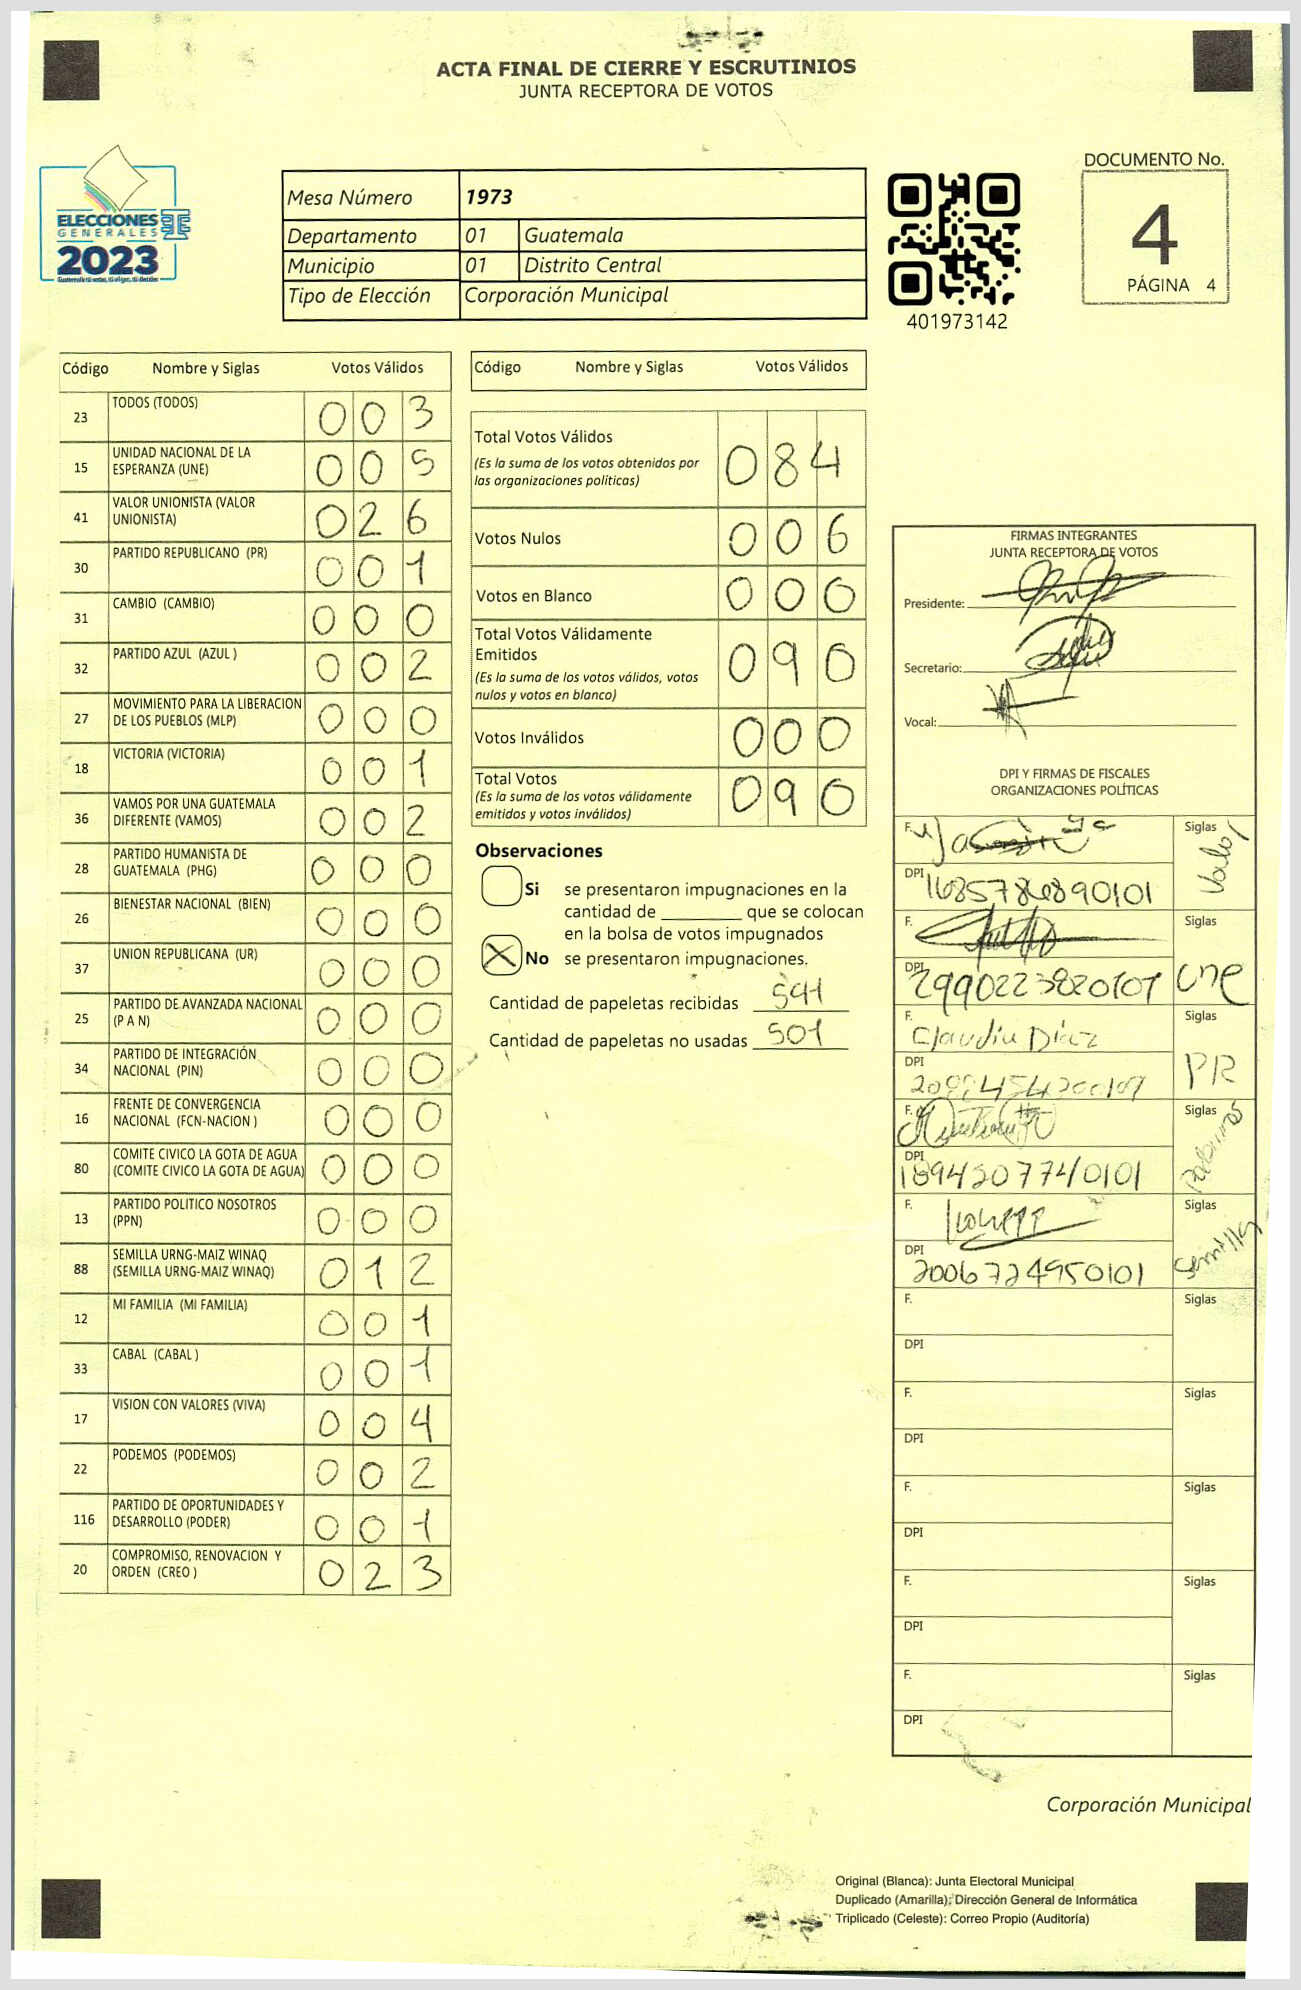 ACTA FINAL DE CIERRE Y ESCRUTINIOS
JUNTA RECEPTORA DE VOTOS
ELECCIONES
GENERALES
2023
Mesa Número 1973
Departamento 01 Guatemala
Municipio 01 Distrito Central
Tipo de Elección Corporación Municipal
401973142
DOCUMENTO No.
4
PÁGINA 4
Código Nombre y Siglas Votos Válidos
23 TODOS (TODOS) 0 0 3
15 UNIDAD NACIONAL DE LA
ESPERANZA (UNE) 0 0 5
41 VALOR UNIONISTA (VALOR
UNIONISTA) 0 2 6
30 PARTIDO REPUBLICANO (PR) 0 0 1
31 CAMBIO (CAMBIO) 0 0 0
32 PARTIDO AZUL (AZUL ) 0 0 2
27 MOVIMIENTO PARA LA LIBERACION
DE LOS PUEBLOS (MLP) 0 0 0
18 VICTORIA (VICTORIA) 0 0 1
36 VAMOS POR UNA GUATEMALA
DIFERENTE (VAMOS) 0 0 2
28 PARTIDO HUMANISTA DE
GUATEMALA (PHG) 0 0 0
26 BIENESTAR NACIONAL (BIEN) 0 0 0
37 UNION REPUBLICANA (UR) 0 0 0
25 PARTIDO DE AVANZADA NACIONAL
(P A N) 0 0 0
34 PARTIDO DE INTEGRACIÓN
NACIONAL (PIN) 0 0 0
16 FRENTE DE CONVERGENCIA
NACIONAL (FCN-NACION ) 0 0 0
80 COMITE CIVICO LA GOTA DE AGUA
(COMITE CIVICO LA GOTA DE AGUA) 0 0 0
13 PARTIDO POLITICO NOSOTROS
(PPN) 0 0 0
88 SEMILLA URNG-MAIZ WINAQ
(SEMILLA URNG-MAIZ WINAQ) 0 1 2
12 MI FAMILIA (MI FAMILIA) 0 0 1
33 CABAL (CABAL ) 0 0 1
17 VISION CON VALORES (VIVA) 0 0 4
22 PODEMOS (PODEMOS) 0 0 2
116 PARTIDO DE OPORTUNIDADES Y
DESARROLLO (PODER) 0 0 1
20 COMPROMISO, RENOVACION Y
ORDEN (CREO ) 0 2 3
Código Nombre y Siglas Votos Válidos
Total Votos Válidos
(Es la suma de los votos obtenidos por
las organizaciones políticas) 0 8 4
Votos Nulos 0 0 6
Votos en Blanco 0 0 0
Total Votos Válidamente
Emitidos 0 9 0
(Es la suma de los votos válidos, votos
nulos y votos en blanco)
Votos Inválidos 0 0 0
Total Votos 0 9 0
(Es la suma de los votos válidamente
emitidos y votos inválidos)
Observaciones
Si se presentaron impugnaciones en la
cantidad de ________ que se colocan
en la bolsa de votos impugnados
X No se presentaron impugnaciones.
Cantidad de papeletas recibidas 591
Cantidad de papeletas no usadas 501
FIRMAS INTEGRANTES
JUNTA RECEPTORA DE VOTOS
Presidente:
Secretario:
Vocal:
DPI Y FIRMAS DE FISCALES
ORGANIZACIONES POLÍTICAS
F. Siglas Valor
DPI
F. Siglas Une
DPI 2990223820101
F. Claudia Díaz Siglas PR
DPI
F. Siglas
DPI 1894207740101
F. Siglas Semilla
DPI 2006724950101
F. Siglas
DPI
F. Siglas
DPI
F. Siglas
DPI
F. Siglas
DPI
F. Siglas
DPI
Corporación Municipal
Original (Blanca): Junta Electoral Municipal
Duplicado (Amarilla): Dirección General de Informática
Triplicado (Celeste): Correo Propio (Auditoría)